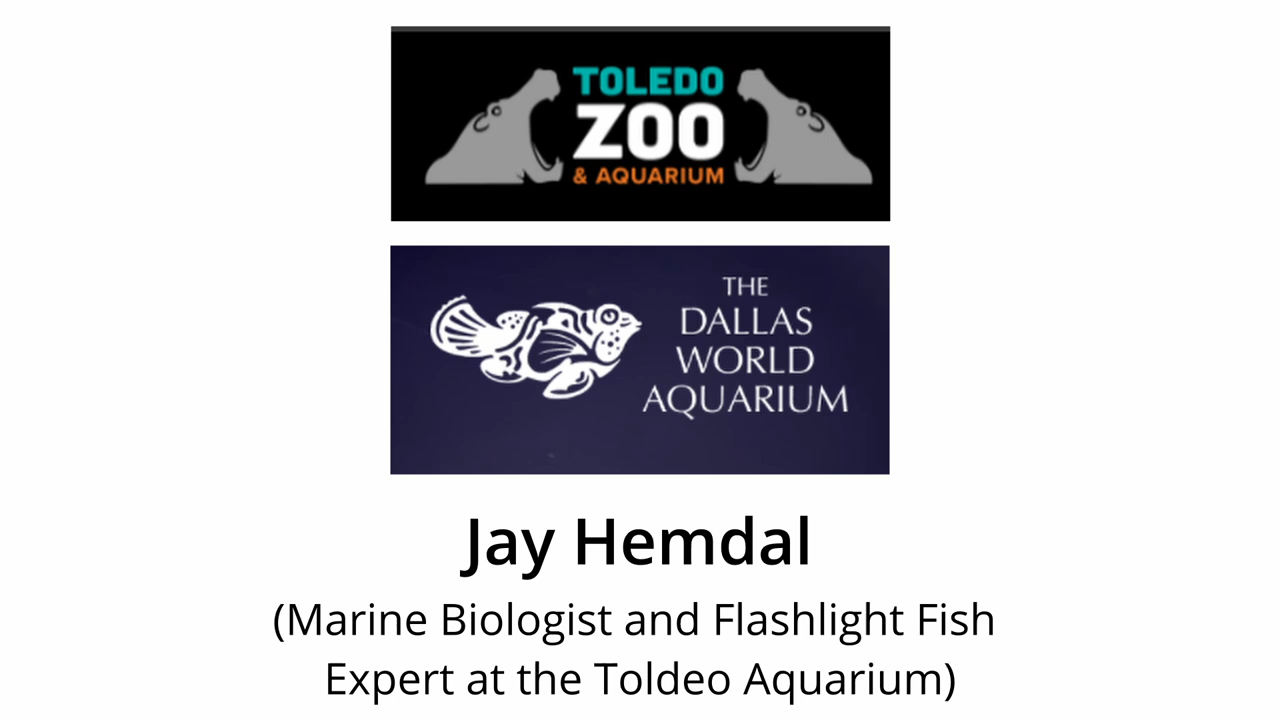 TOLEDO
ZOO
& AQUARIUM
THE
DALLAS
WORLD
AQUARIUM
Jay Hemdal
(Marine Biologist and Flashlight Fish
Expert at the Toldeo Aquarium)